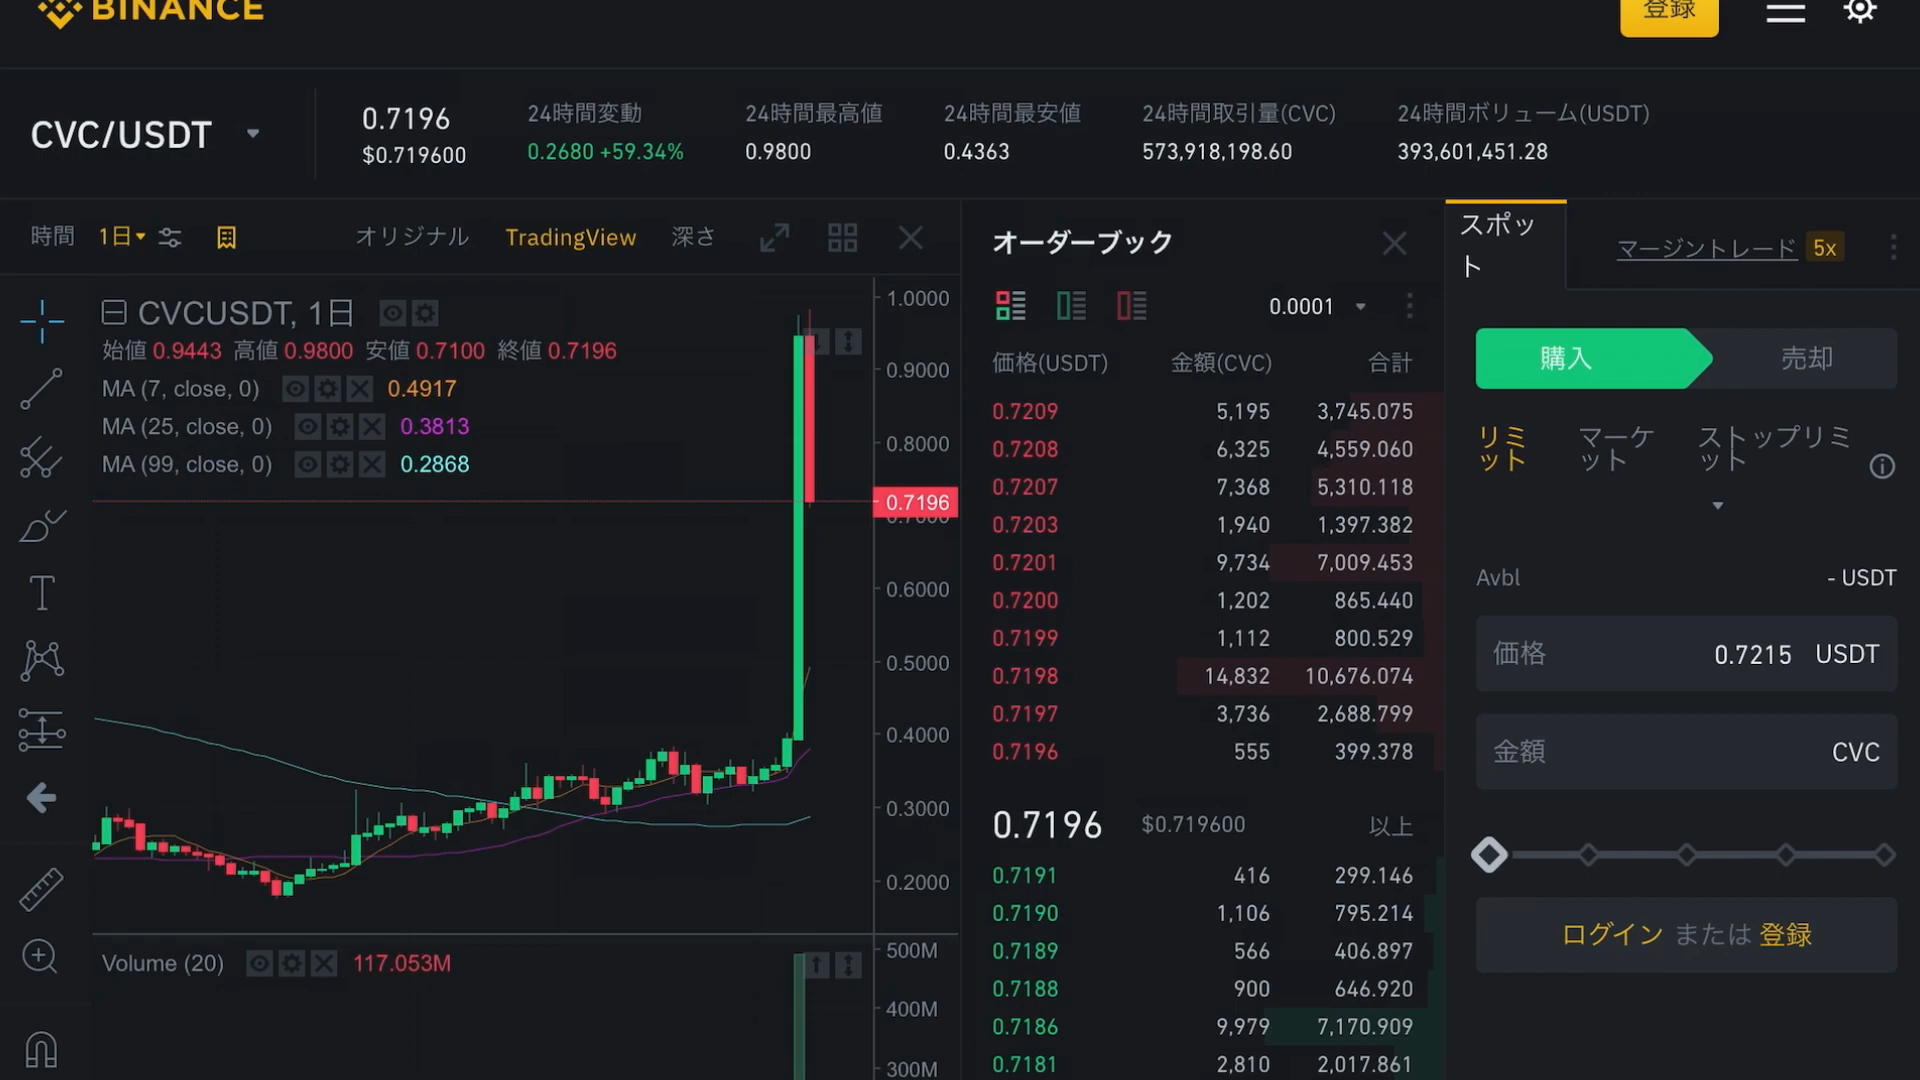 BINANCE
登録
CVC/USDT
0.7196
$0.719600
24時間変動
0.2680 +59.34%
24時間最高値
0.9800
24時間最安値
0.4363
24時間取引量(CVC)
573,918,198.60
24時間ボリューム(USDT)
393,601,451.28
時間
1日
オリジナル
TradingView
深さ
CVCUSDT, 1日
始値 0.9443 高値 0.9800 安値 0.7100 終値 0.7196
MA (7, close, 0) 0.4917
MA (25, close, 0) 0.3813
MA (99, close, 0) 0.2868
1.0000
0.9000
0.8000
0.7196
0.7000
0.6000
0.5000
0.4000
0.3000
0.2000
Volume (20) 117.053M
500M
400M
300M
オーダーブック
0.0001
価格(USDT) 金額(CVC) 合計
0.7209 5,195 3,745.075
0.7208 6,325 4,559.060
0.7207 7,368 5,310.118
0.7203 1,940 1,397.382
0.7201 9,734 7,009.453
0.7200 1,202 865.440
0.7199 1,112 800.529
0.7198 14,832 10,676.074
0.7197 3,736 2,688.799
0.7196 555 399.378
0.7196 $0.719600 以上
0.7191 416 299.146
0.7190 1,106 795.214
0.7189 566 406.897
0.7188 900 646.920
0.7186 9,979 7,170.909
0.7181 2,810 2,017.861
スポッ
ト
マージントレード 5x
購入
売却
リミ
ット
マーケ
ット
ストップリミ
ット
Avbl - USDT
価格 0.7215 USDT
金額 CVC
ログイン または 登録